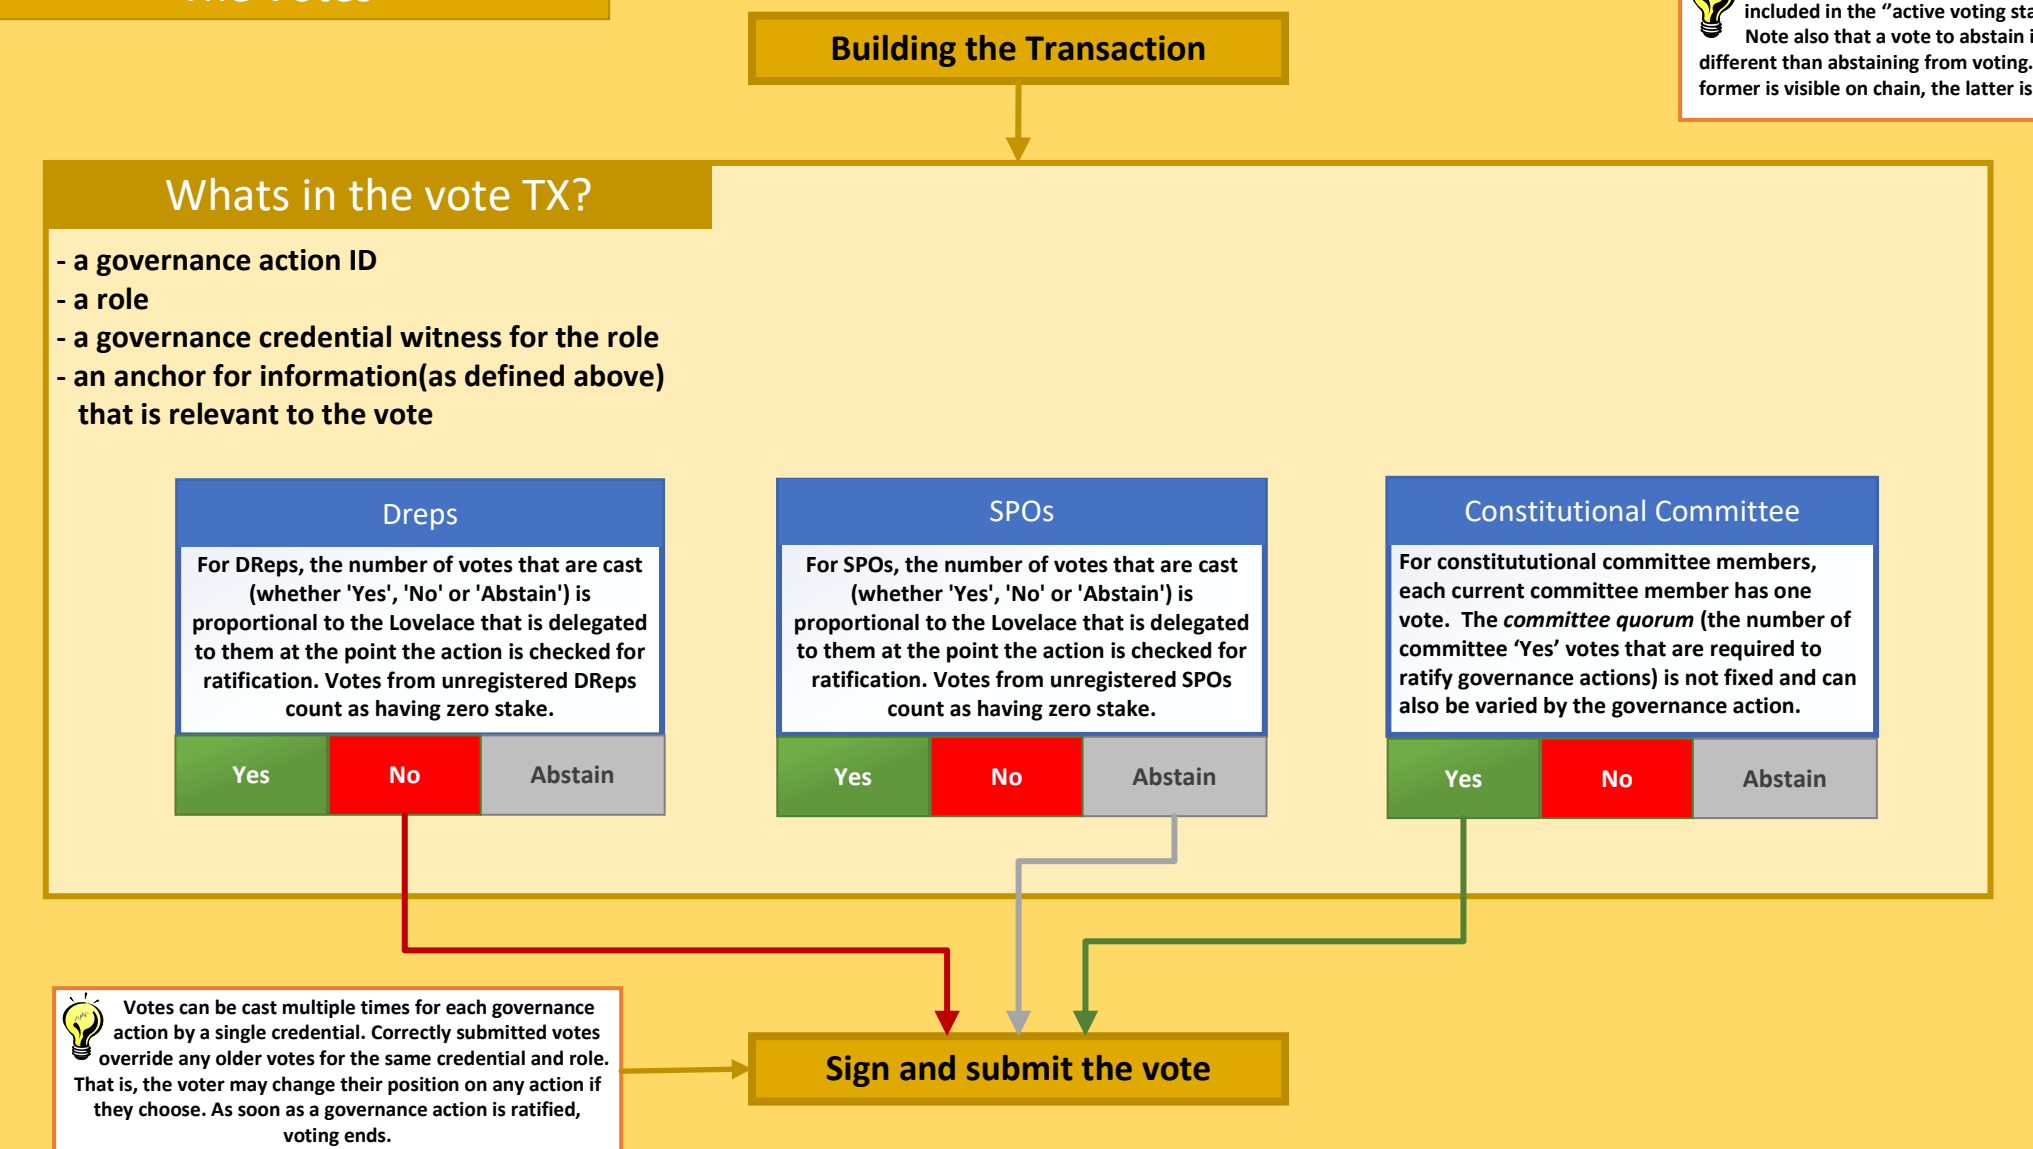 Building the Transaction
included in the “active voting
Note also that a vote to abstain
different than abstaining from voting.
former is visible on chain, the latter is
Whats in the vote TX?
- a governance action ID
- a role
- a governance credential witness for the role
- an anchor for information(as defined above)
that is relevant to the vote
Dreps
For DReps, the number of votes that are cast
(whether 'Yes', 'No' or 'Abstain') is
proportional to the Lovelace that is delegated
to them at the point the action is checked for
ratification. Votes from unregistered DReps
count as having zero stake.
Yes
No
Abstain
SPOs
For SPOs, the number of votes that are cast
(whether 'Yes', 'No' or 'Abstain') is
proportional to the Lovelace that is delegated
to them at the point the action is checked for
ratification. Votes from unregistered SPOs
count as having zero stake.
Yes
No
Abstain
Constitutional Committee
For constitututional committee members,
each current committee member has one
vote. The committee quorum (the number of
committee ‘Yes’ votes that are required to
ratify governance actions) is not fixed and can
also be varied by the governance action.
Yes
No
Abstain
Votes can be cast multiple times for each governance
action by a single credential. Correctly submitted votes
override any older votes for the same credential and role.
That is, the voter may change their position on any action if
they choose. As soon as a governance action is ratified,
voting ends.
Sign and submit the vote